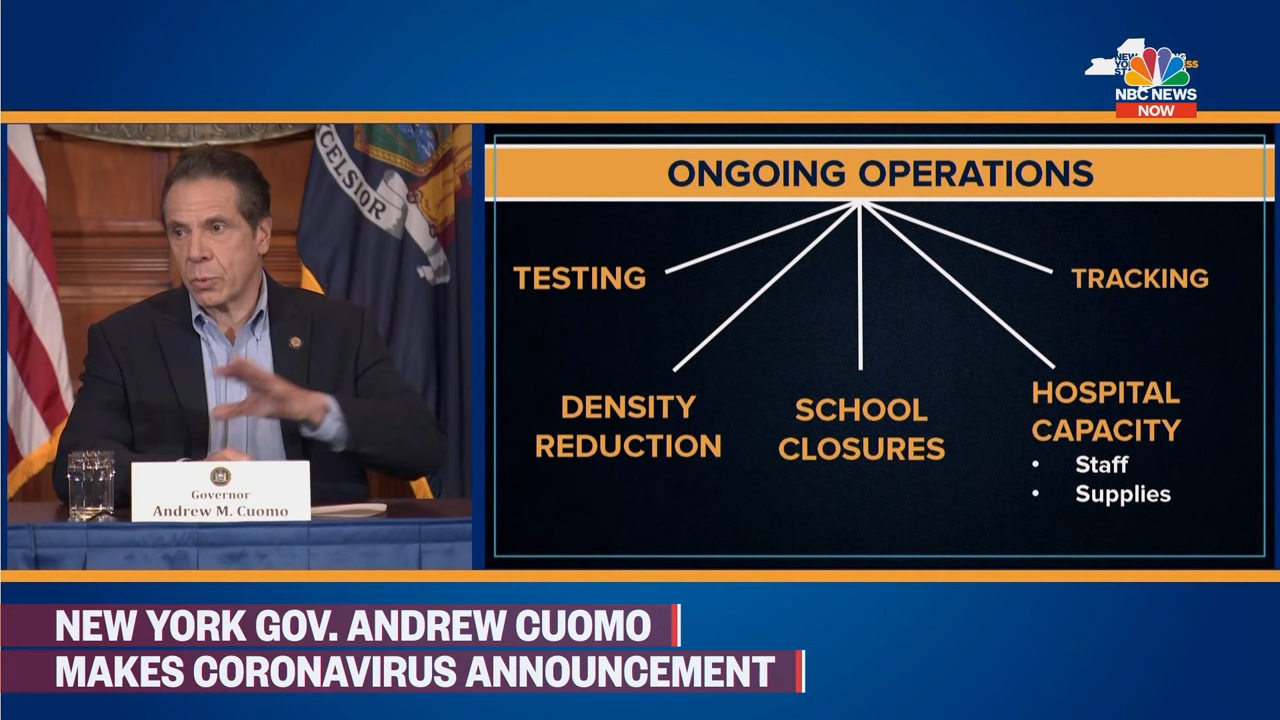 NBC NEWS
NOW
CELSIOR
ONGOING OPERATIONS
TESTING
TRACKING
DENSITY
REDUCTION
SCHOOL
CLOSURES
HOSPITAL
CAPACITY
• Staff
• Supplies
Governor
Andrew M. Cuomo
NEW YORK GOV. ANDREW CUOMO
MAKES CORONAVIRUS ANNOUNCEMENT